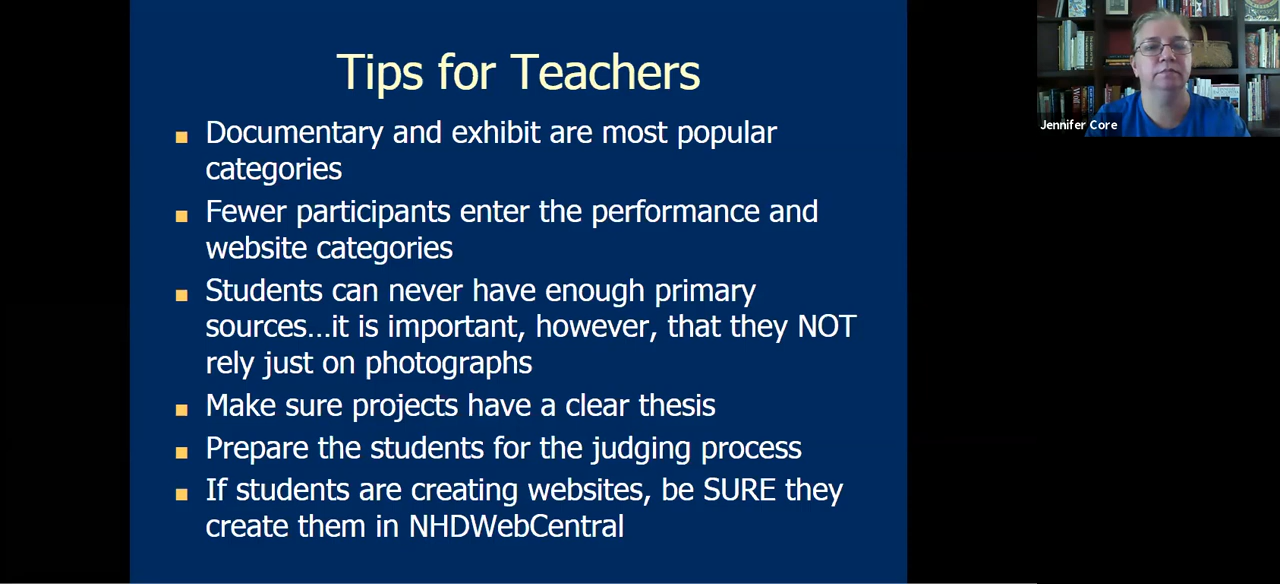 Tips for Teachers
Documentary and exhibit are most popular
categories
Fewer participants enter the performance and
website categories
Students can never have enough primary
sources...it is important, however, that they NOT
rely just on photographs
Make sure projects have a clear thesis
Prepare the students for the judging process
If students are creating websites, be SURE they
create them in NHDWebCentral
Jennifer Core